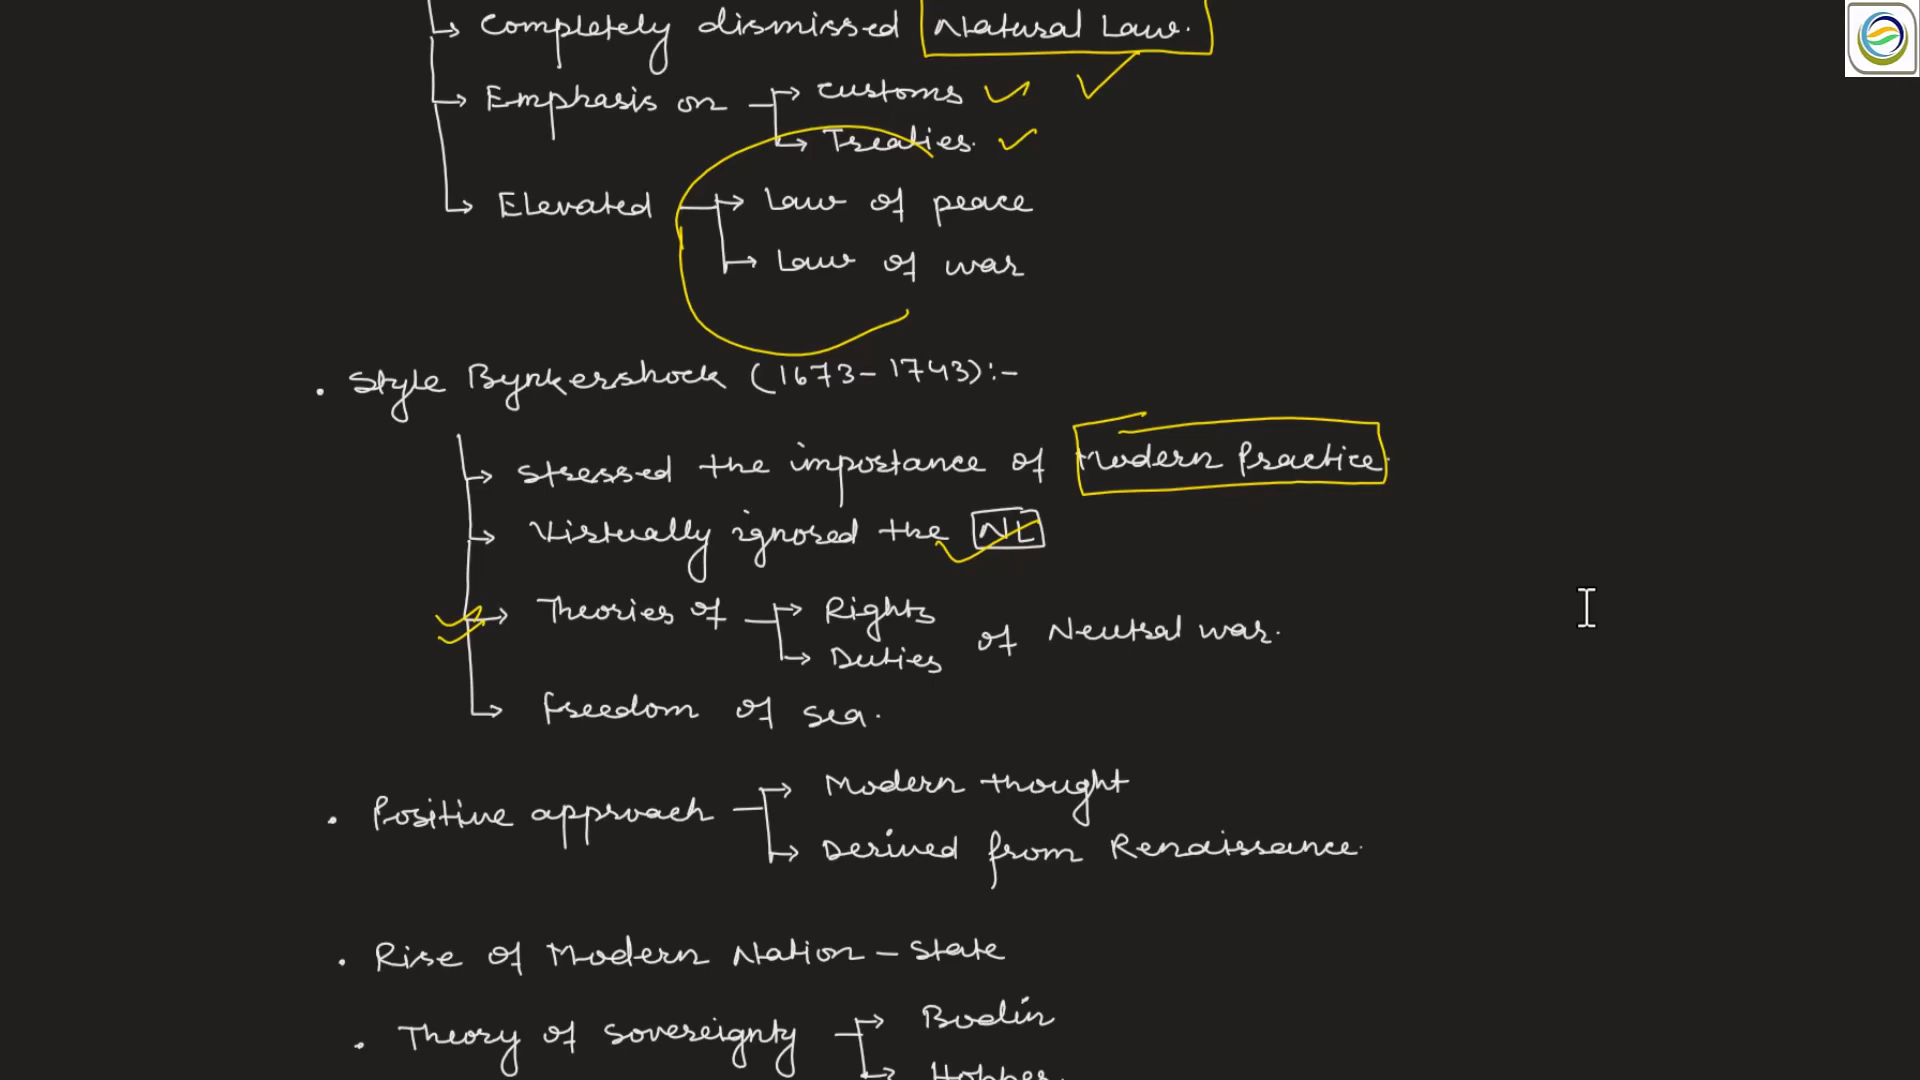 Completely dismissed Natural Law.
Emphasis on → customs
→ Treaties.
Elevated → Law of peace
→ Law of war
. Style Bynkershock (1673-1743):-
→ Stressed the importance of Modern Practice.
→ Virtually ignored the NL
→ Theories of → Rights
→ Duties of Neutral war.
→ Freedom of sea.
. Positive approach → Modern thought
→ Derived from Renaissance.
. Rise of Modern Nation-State
. Theory of sovereignty → Bodin
→ Hobbes.